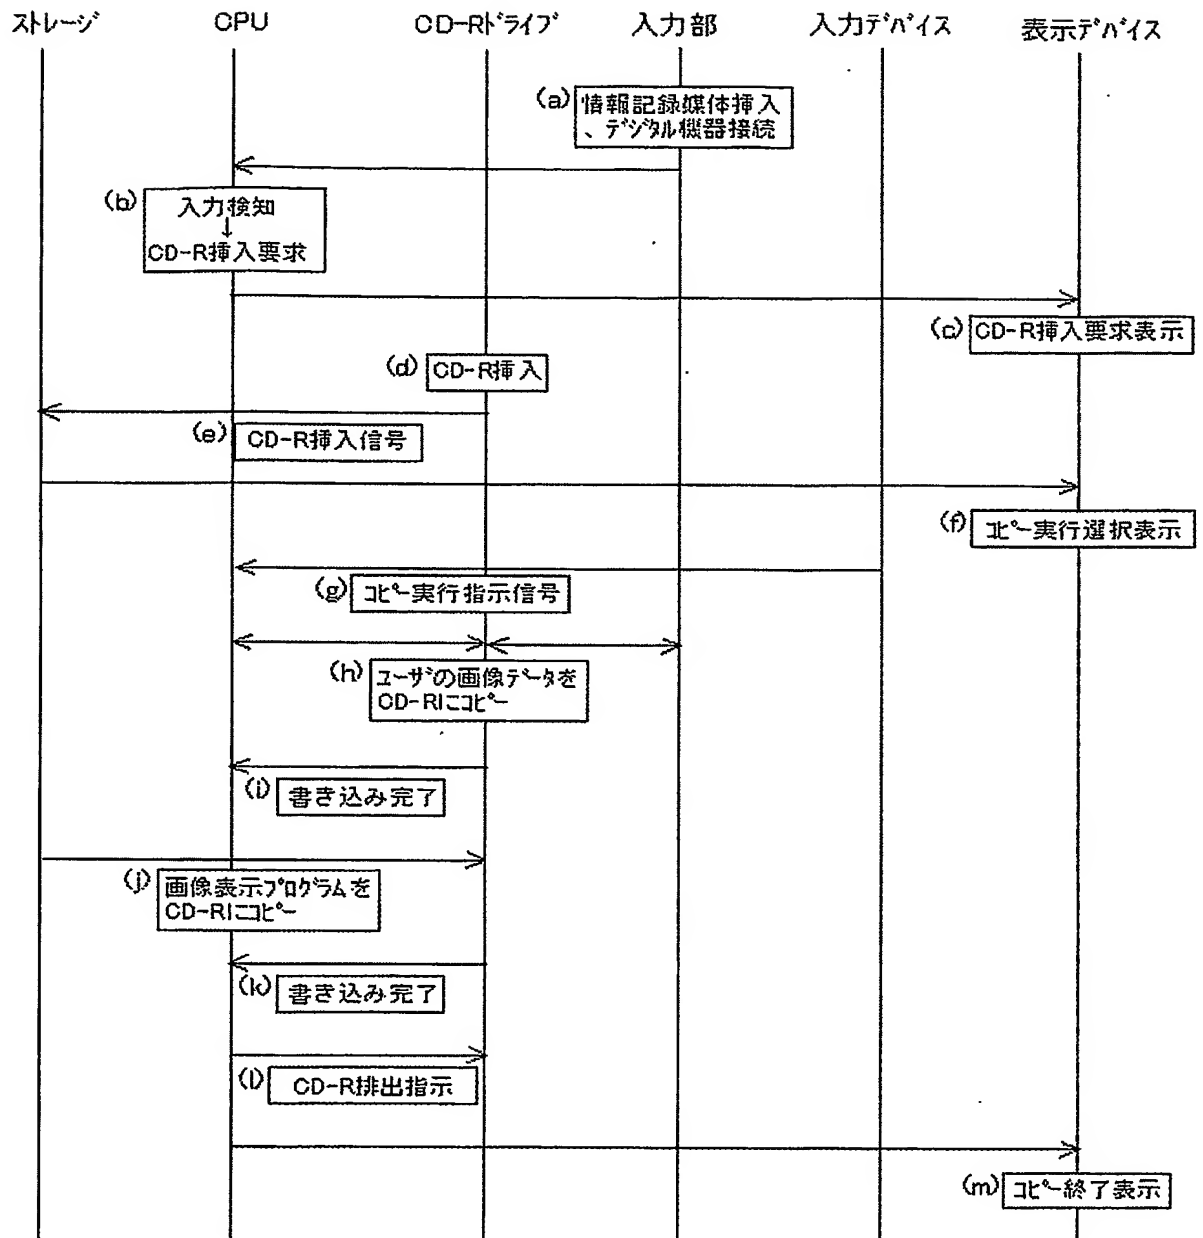 ストレージ CPU CD-Rドライブ 入力部 入力デバイス 表示デバイス
(a) 情報記録媒体挿入
、デジタル機器接続
(b) 入力検知
↓
CD-R挿入要求
(c) CD-R挿入要求表示
(d) CD-R挿入
(e) CD-R挿入信号
(f) コピー実行選択表示
(g) コピー実行指示信号
(h) ユーザの画像データを
CD-Rにコピー
(i) 書き込み完了
(j) 画像表示プログラムを
CD-Rにコピー
(k) 書き込み完了
(l) CD-R排出指示
(m) コピー終了表示